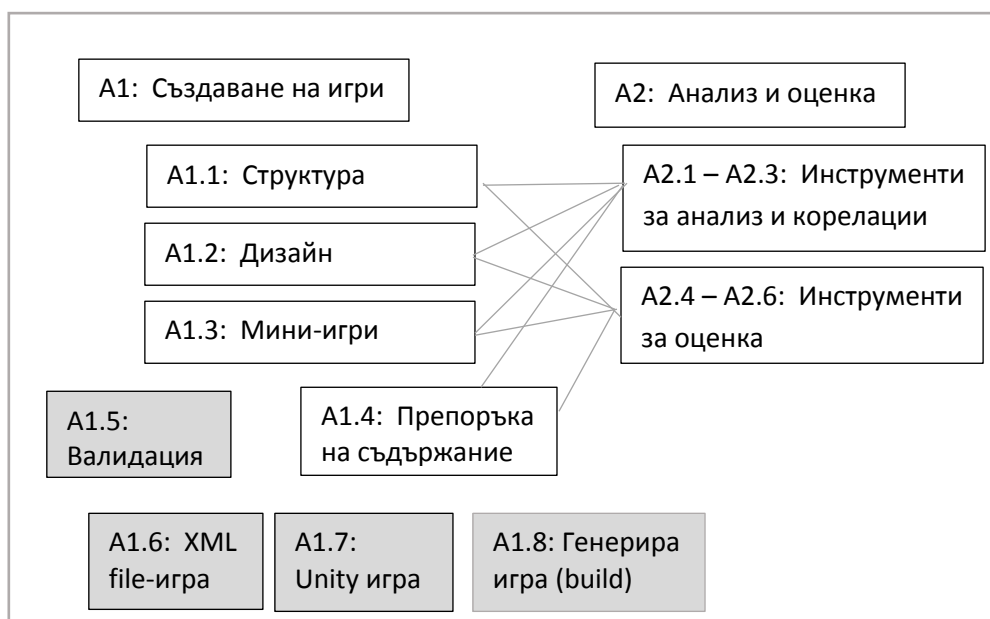 A1: Създаване на игри
A2: Анализ и оценка
A1.1: Структура
A2.1 – A2.3: Инструменти
за анализ и корелации
A1.2: Дизайн
A2.4 – A2.6: Инструменти
за оценка
A1.3: Мини-игри
A1.4: Препоръка
на съдържание
A1.5:
Валидация
A1.6: XML
file-игра
A1.7:
Unity игра
A1.8: Генерира
игра (build)